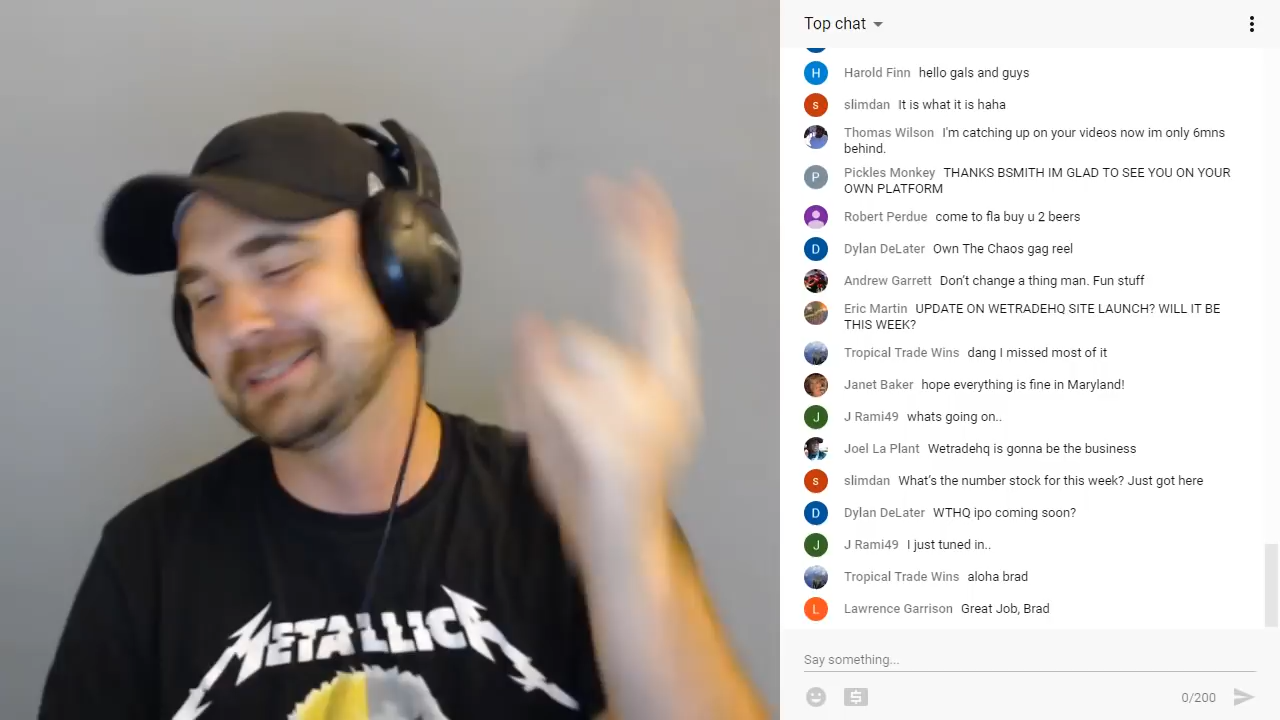 Top chat
H Harold Finn hello gals and guys
s slimdan It is what it is haha
Thomas Wilson I'm catching up on your videos now im only 6mns
behind.
P Pickles Monkey THANKS BSMITH IM GLAD TO SEE YOU ON YOUR
OWN PLATFORM
Robert Perdue come to fla buy u 2 beers
D Dylan DeLater Own The Chaos gag reel
Andrew Garrett Don't change a thing man. Fun stuff
Eric Martin UPDATE ON WETRADEHQ SITE LAUNCH? WILL IT BE
THIS WEEK?
Tropical Trade Wins dang I missed most of it
Janet Baker hope everything is fine in Maryland!
J J Rami49 whats going on..
Joel La Plant Wetradehq is gonna be the business
s slimdan What's the number stock for this week? Just got here
D Dylan DeLater WTHQ ipo coming soon?
J J Rami49 I just tuned in..
Tropical Trade Wins aloha brad
L Lawrence Garrison Great Job, Brad
Say something...
$ 0/200
METALLICA